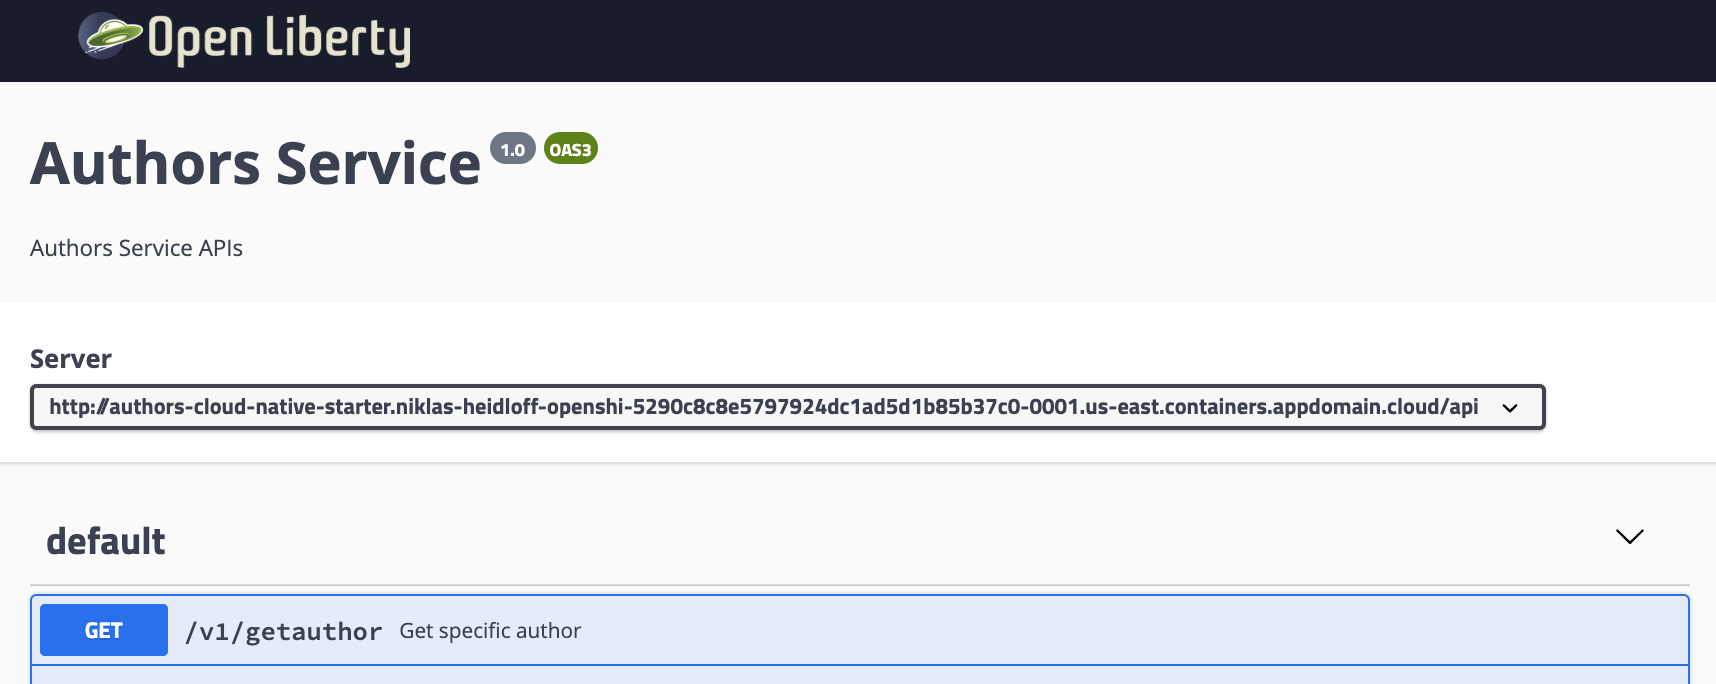 Open Liberty
Authors Service 1.0 OAS3
Authors Service APIs
Server
http://authors-cloud-native-starter.niklas-heidloff-openshi-5290c8c8e5797924dc1ad5d1b85b37c0-0001.us-east.containers.appdomain.cloud/api
default
GET /v1/getauthor Get specific author